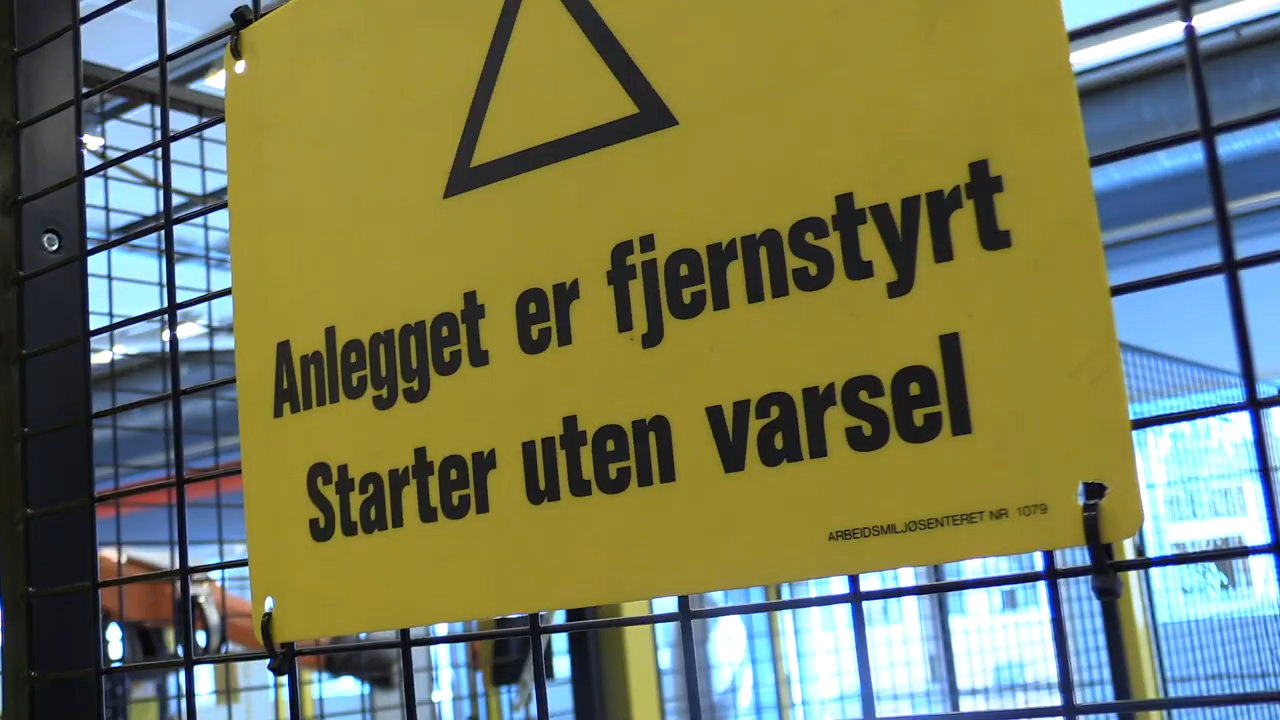 Anlegget er fjernstyrt
Starter uten varsel
ARBEIDSMILJØSENTERET NR 1079